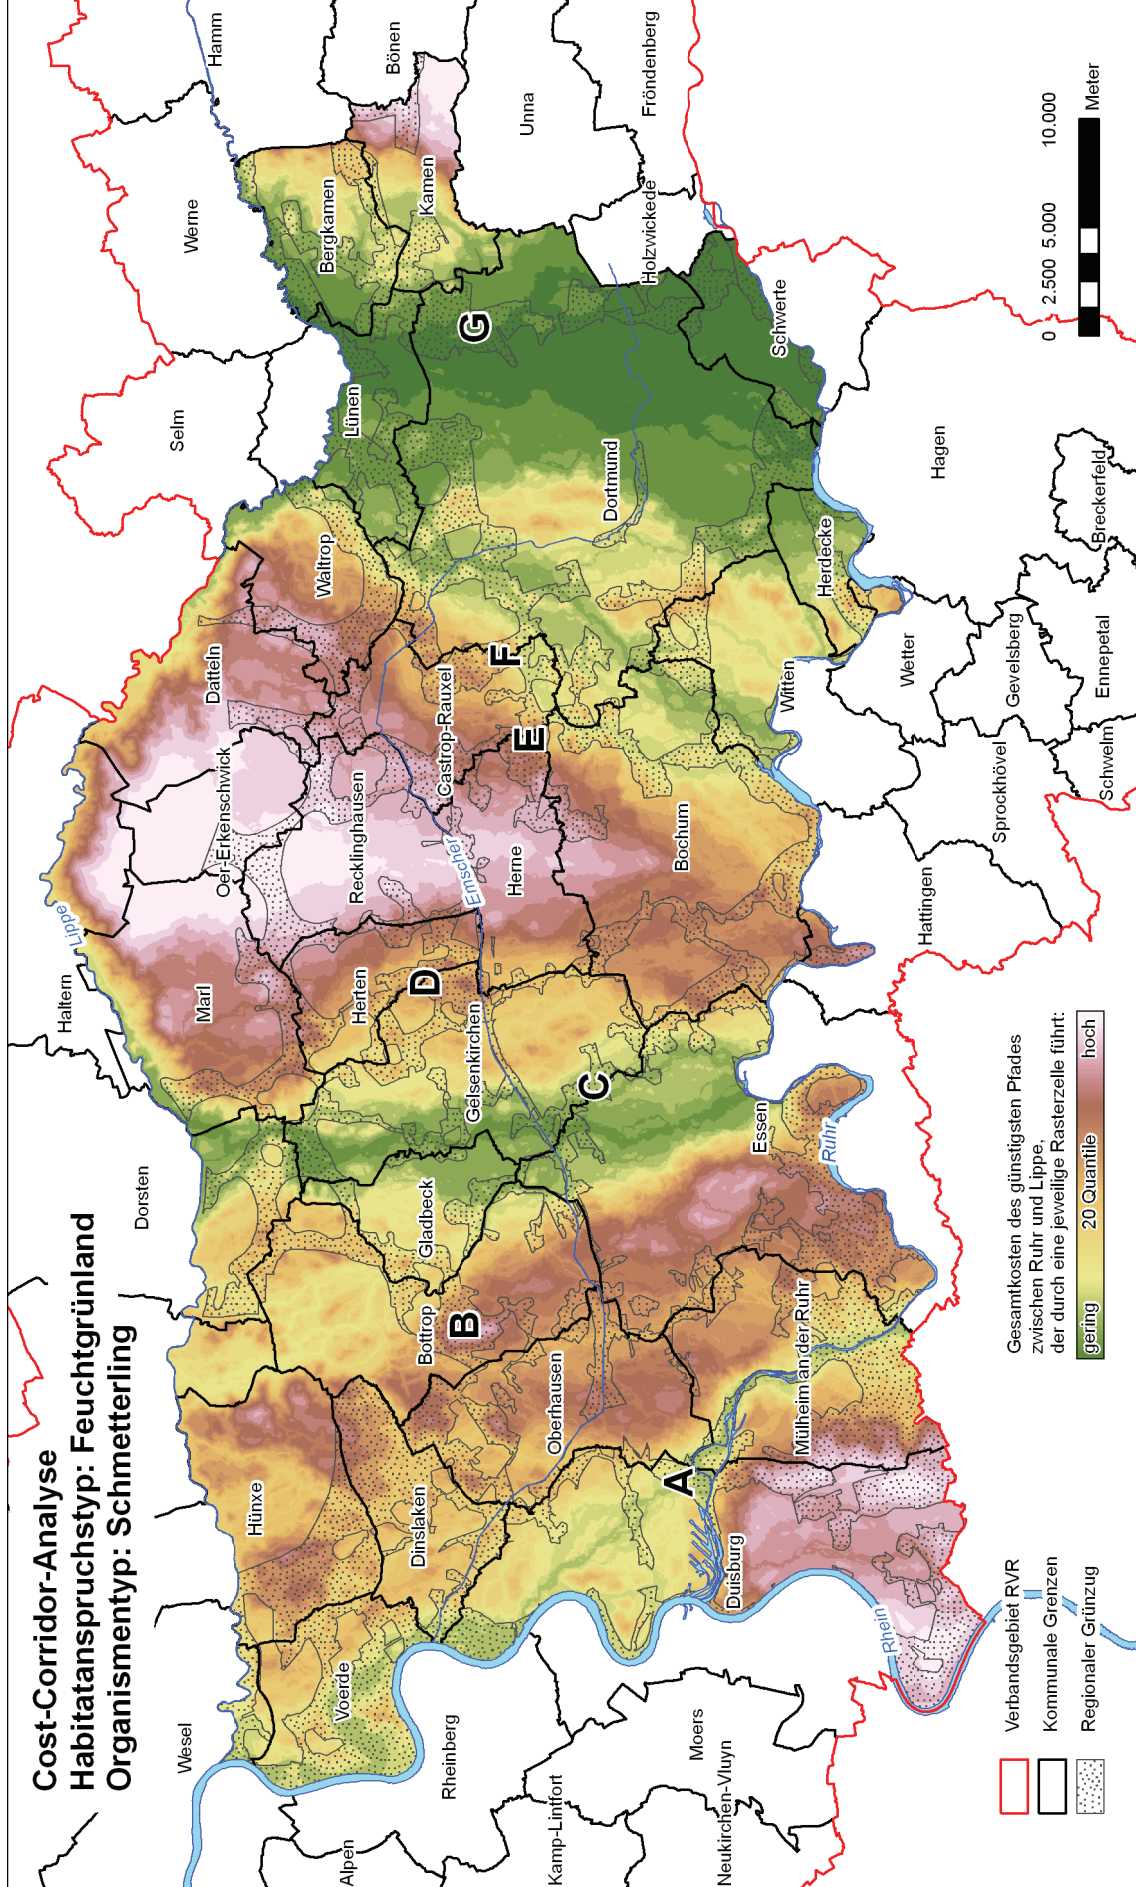 Cost-Corridor-Analyse
Habitatanspruchstyp: Feuchtgrünland
Organismentyp: Schmetterling
Wesel
Dorsten
Haltern
Lippe
Selm
Werne
Hamm
Hünxe
Marl
Oer-Erkenschwick
Datteln
Waltrop
Lünen
Bergkamen
Bönen
Voerde
Dinslaken
Bottrop
Gladbeck
Herten
Recklinghausen
Castrop-Rauxel
Kamen
Unna
Alpen
Rheinberg
B
D
Gelsenkirchen
Emscher
Herne
E
F
G
Kamp-Lintfort
Oberhausen
C
Dortmund
Holzwickede
Fröndenberg
Moers
Neukirchen-Vluyn
A
Duisburg
Mülheim an der Ruhr
Essen
Ruhr
Bochum
Witten
Herdecke
Schwerte
Rhein
Hattingen
Sprockhövel
Wetter
Hagen
Gevelsberg
Schwelm
Ennepetal
Breckerfeld
Verbandsgebiet RVR
Kommunale Grenzen
Regionaler Grünzug
Gesamtkosten des günstigsten Pfades
zwischen Ruhr und Lippe,
der durch eine jeweilige Rasterzelle führt:
gering 20 Quantile hoch
0 2.500 5.000 10.000
Meter